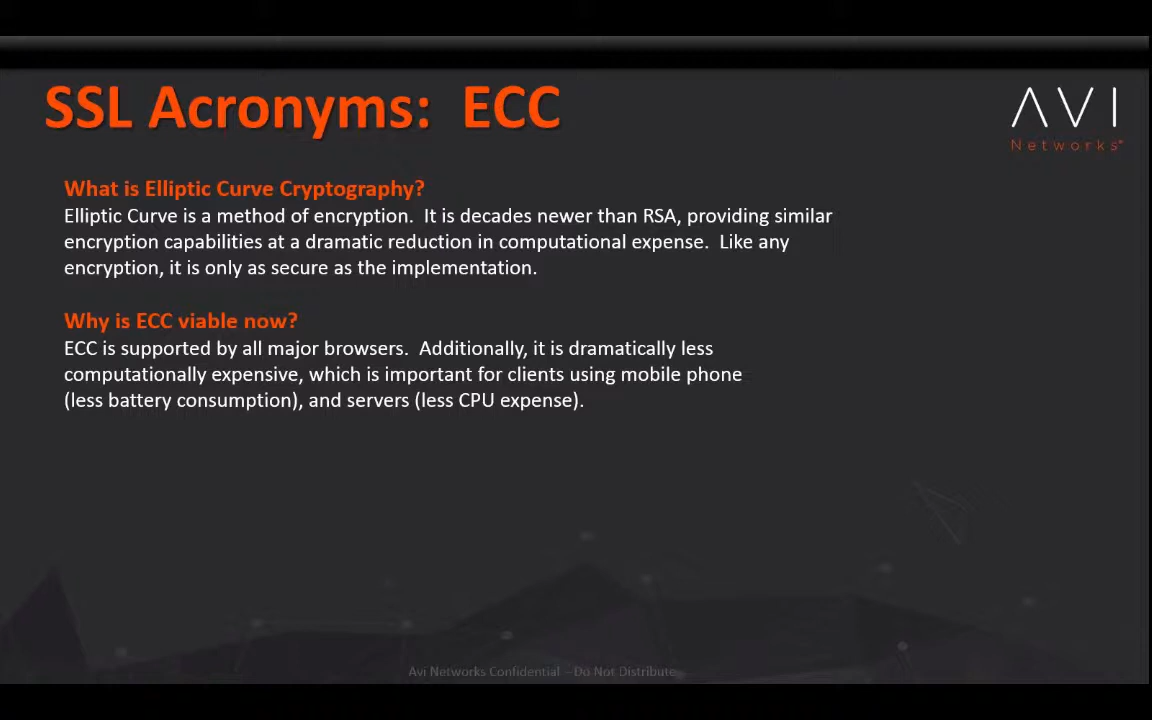 SSL Acronyms: ECC
AVI
Networks
What is Elliptic Curve Cryptography?
Elliptic Curve is a method of encryption. It is decades newer than RSA, providing similar
encryption capabilities at a dramatic reduction in computational expense. Like any
encryption, it is only as secure as the implementation.
Why is ECC viable now?
ECC is supported by all major browsers. Additionally, it is dramatically less
computationally expensive, which is important for clients using mobile phone
(less battery consumption), and servers (less CPU expense).
Avi Networks Confidential – Do Not Distribute